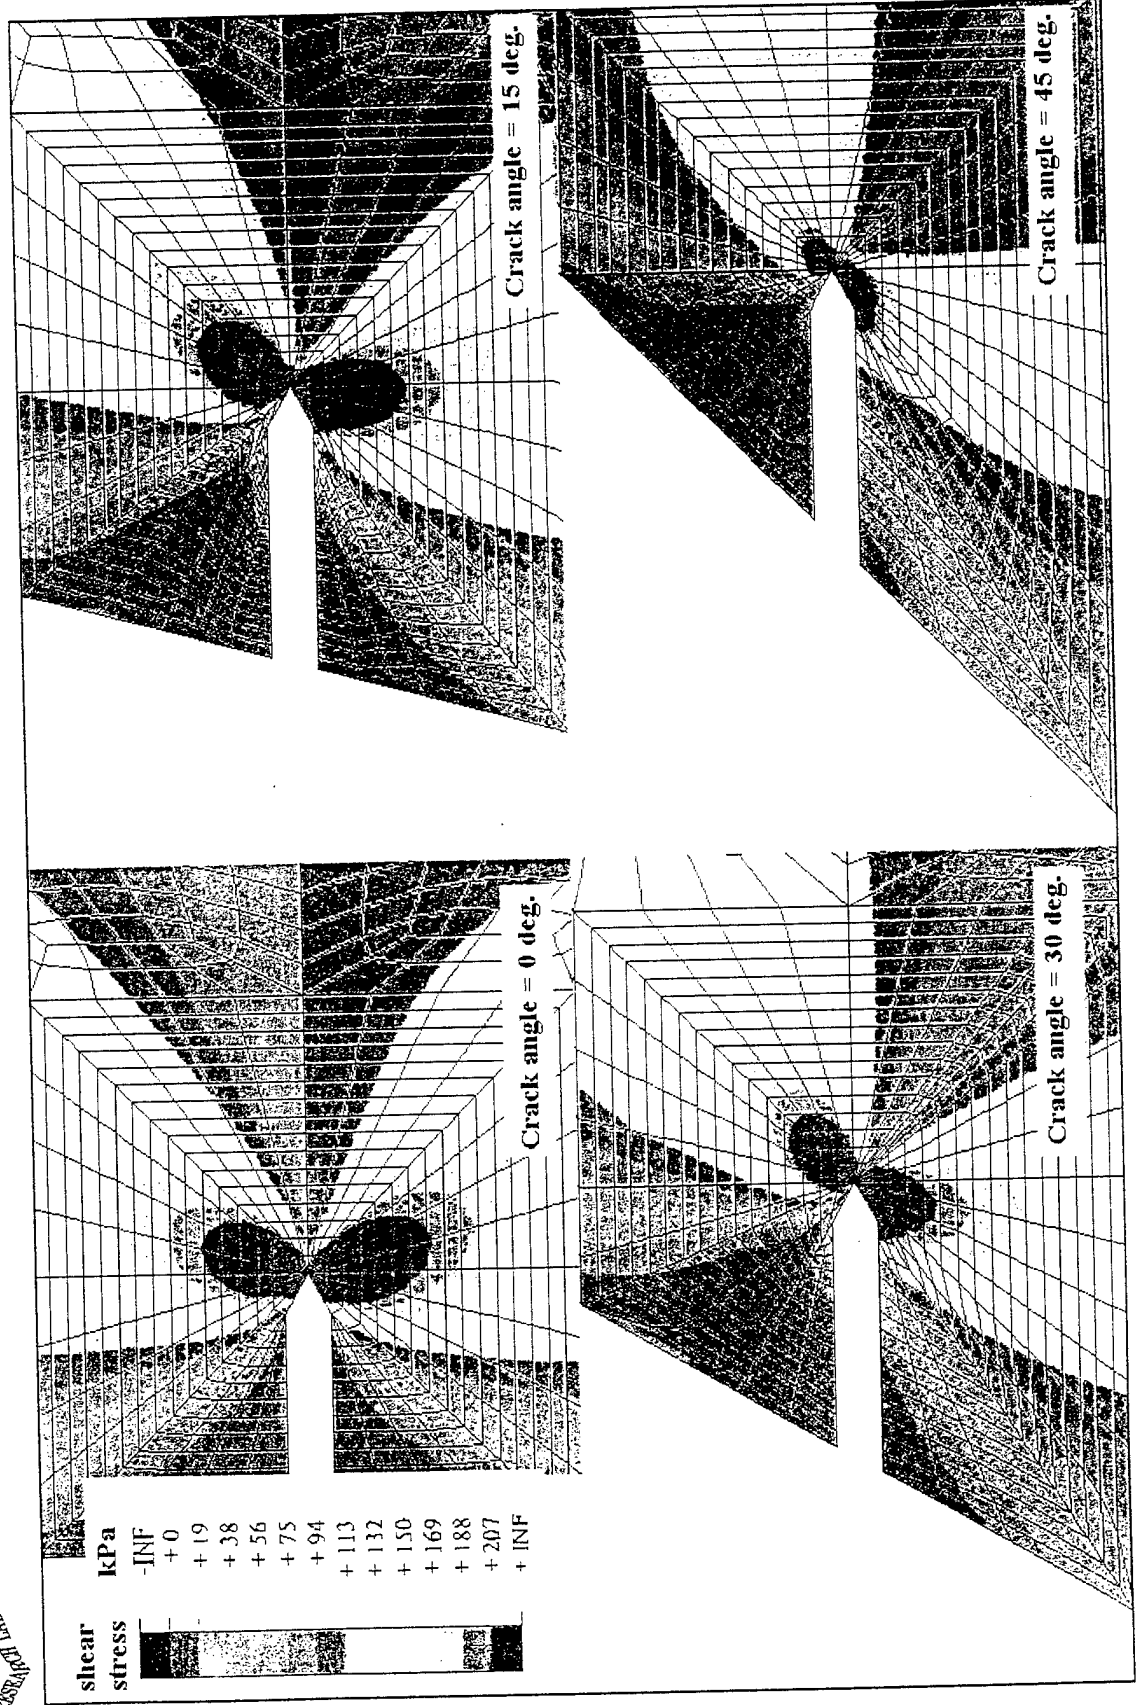 shear
stress
kPa
-INF
+0
+19
+38
+56
+75
+94
+113
+132
+150
+169
+188
+207
+INF
Crack angle = 0 deg.
Crack angle = 15 deg.
Crack angle = 30 deg.
Crack angle = 45 deg.